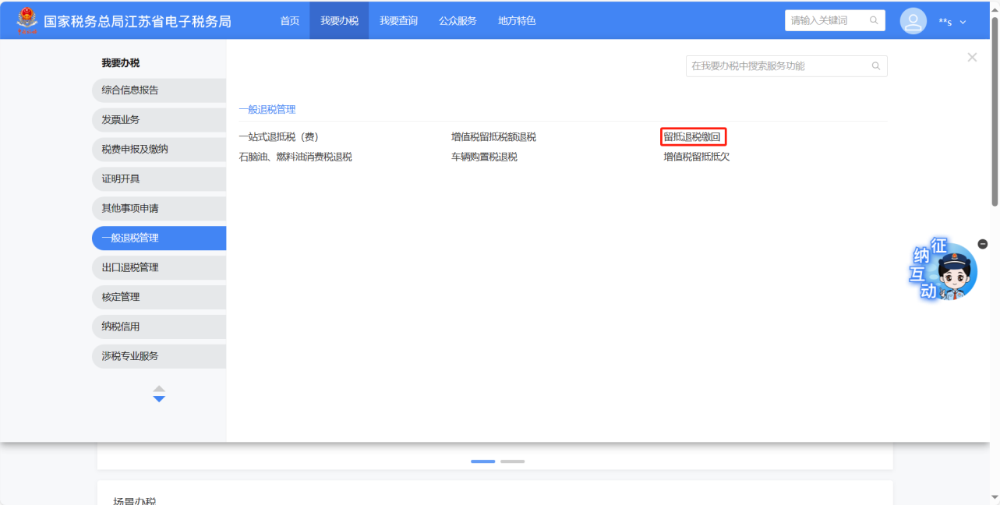 国家税务总局江苏省电子税务局 首页 我要办税 我要查询 公众服务 地方特色 请输入关键词 **s
我要办税
在我要办税中搜索服务功能
综合信息报告
发票业务
税费申报及缴纳
证明开具
其他事项申请
一般退税管理
出口退税管理
核定管理
纳税信用
涉税专业服务
一般退税管理
一站式退抵税（费） 增值税留抵税额退税 留抵退税缴回
石脑油、燃料油消费税退税 车辆购置税退税 增值税留抵抵欠
征纳互动
场景办税